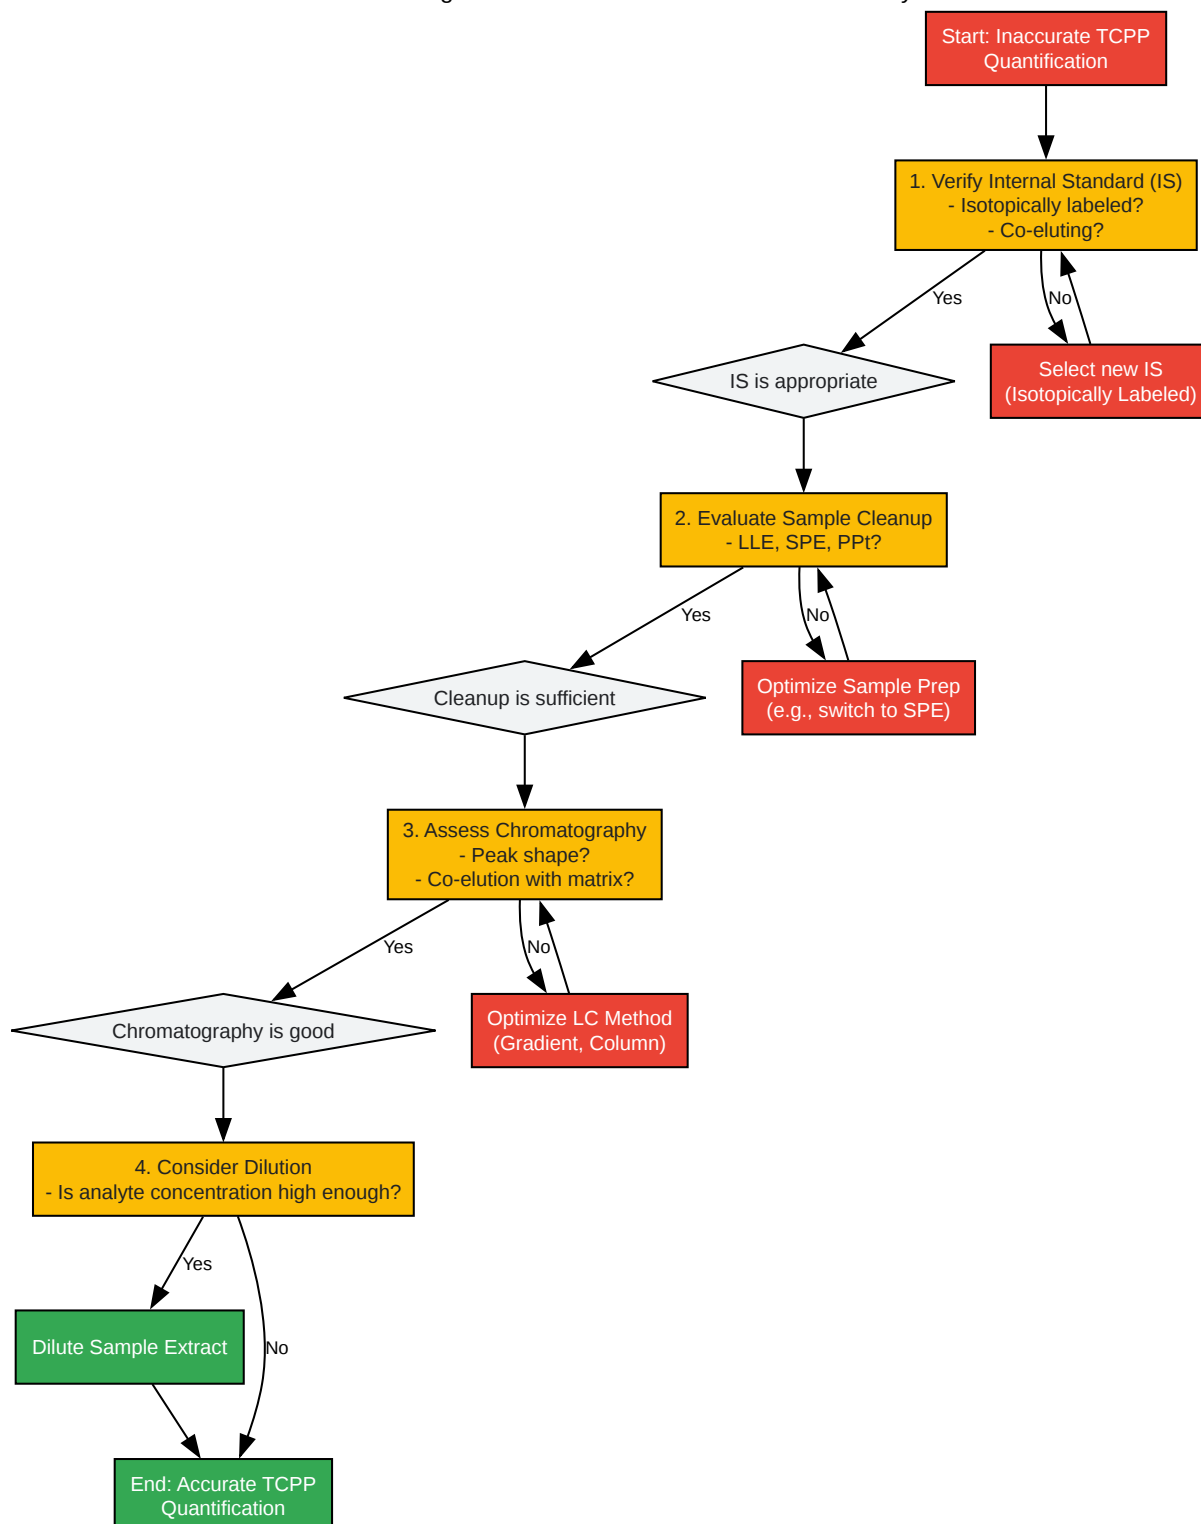 Start: Inaccurate TCPP
Quantification
1. Verify Internal Standard (IS)
- Isotopically labeled?
- Co-eluting?
Yes
No
IS is appropriate
Select new IS
(Isotopically Labeled)
2. Evaluate Sample Cleanup
- LLE, SPE, PPt?
Yes
No
Cleanup is sufficient
Optimize Sample Prep
(e.g., switch to SPE)
3. Assess Chromatography
- Peak shape?
- Co-elution with matrix?
Yes
No
Chromatography is good
Optimize LC Method
(Gradient, Column)
4. Consider Dilution
- Is analyte concentration high enough?
Yes
Dilute Sample Extract
No
End: Accurate TCPP
Quantification